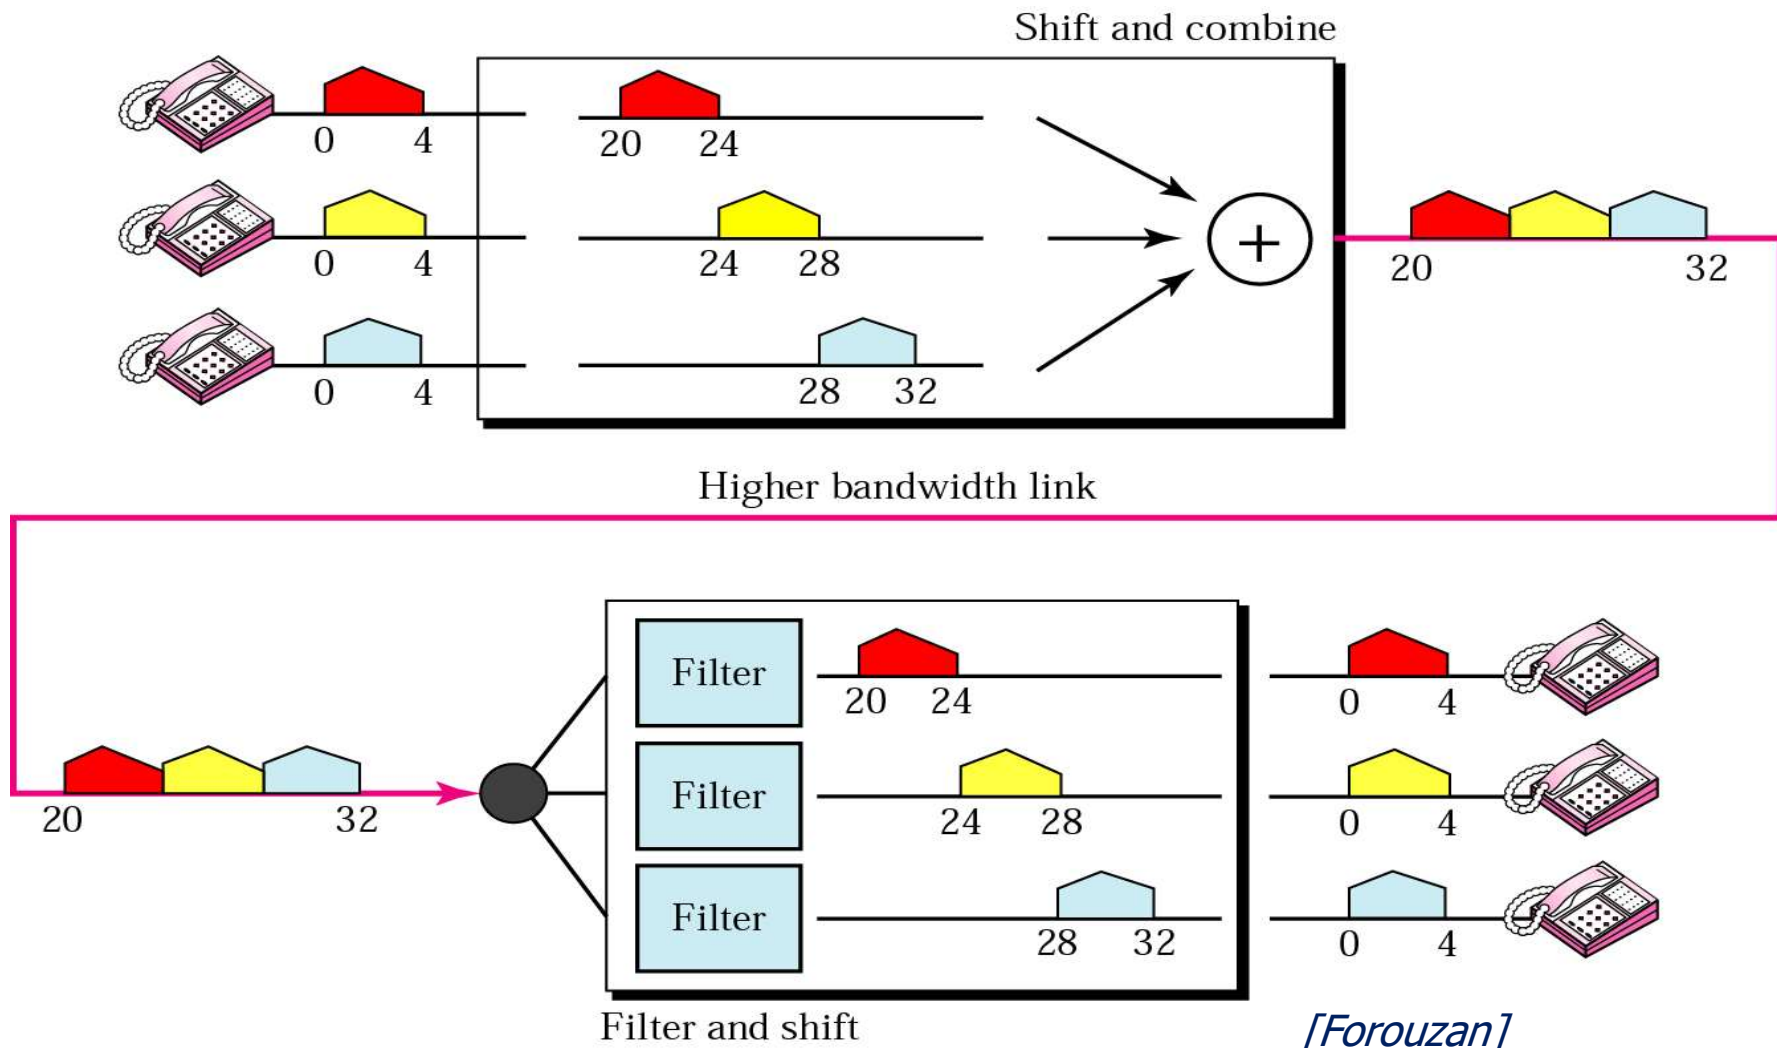 Shift and combine
0 4 20 24
0 4 24 28
+
20 32
0 4 28 32
Higher bandwidth link
Filter
20 24 0 4
Filter
20 32
24 28 0 4
Filter
28 32 0 4
Filter and shift
[Forouzan]